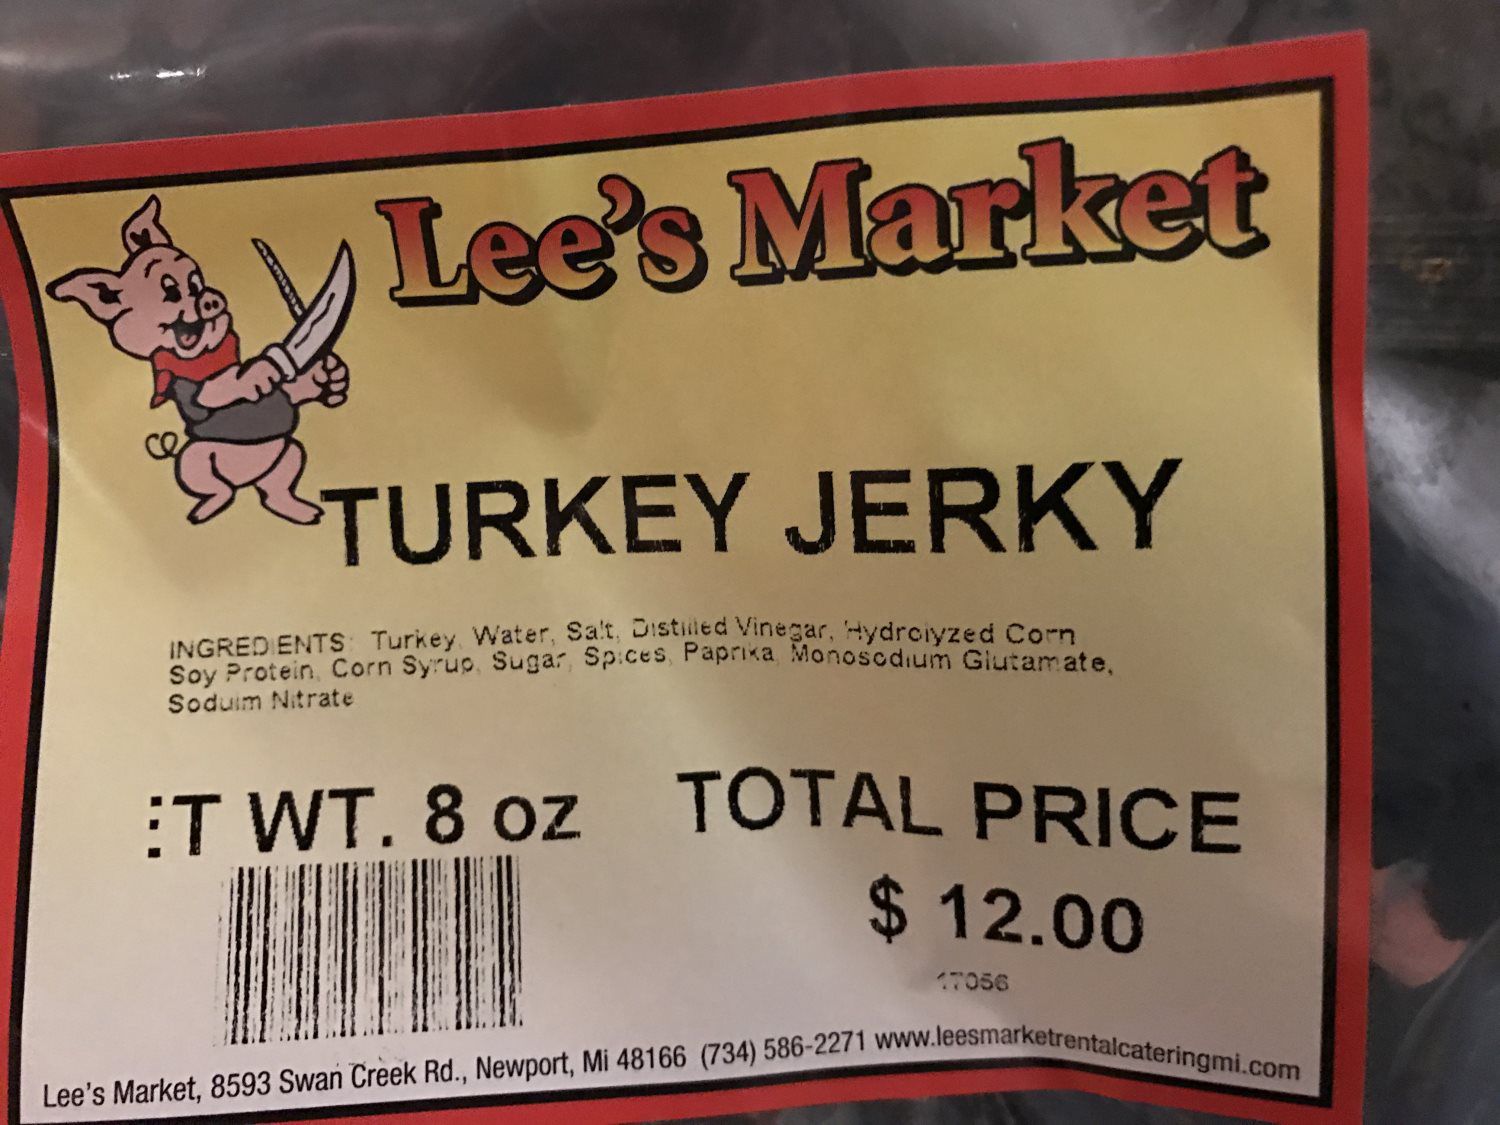 Lee's Market
TURKEY JERKY
INGREDIENTS: Turkey, Water, Salt, Distilled Vinegar, Hydrolyzed Corn
Soy Protein, Corn Syrup, Sugar, Spices, Paprika, Monosodium Glutamate,
Soduim Nitrate
ET WT. 8 oz
TOTAL PRICE
$ 12.00
17056
Lee's Market, 8593 Swan Creek Rd., Newport, Mi 48166 (734) 586-2271 www.leesmarketrentalcateringmi.com